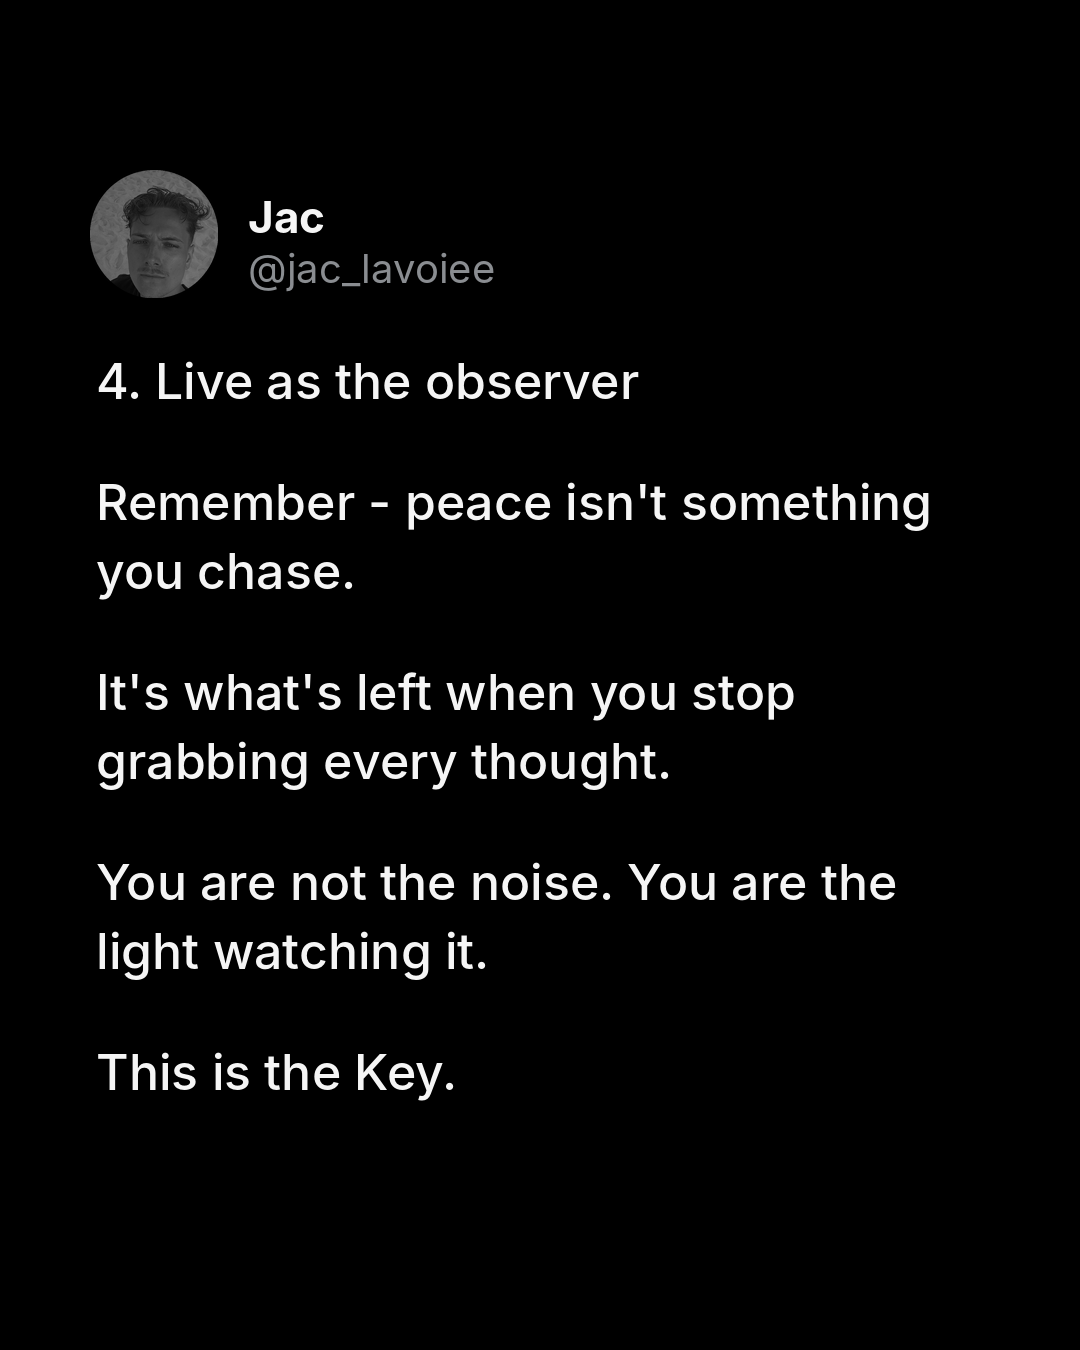 Jac
@jac_lavoiee
4. Live as the observer
Remember - peace isn't something
you chase.
It's what's left when you stop
grabbing every thought.
You are not the noise. You are the
light watching it.
This is the Key.